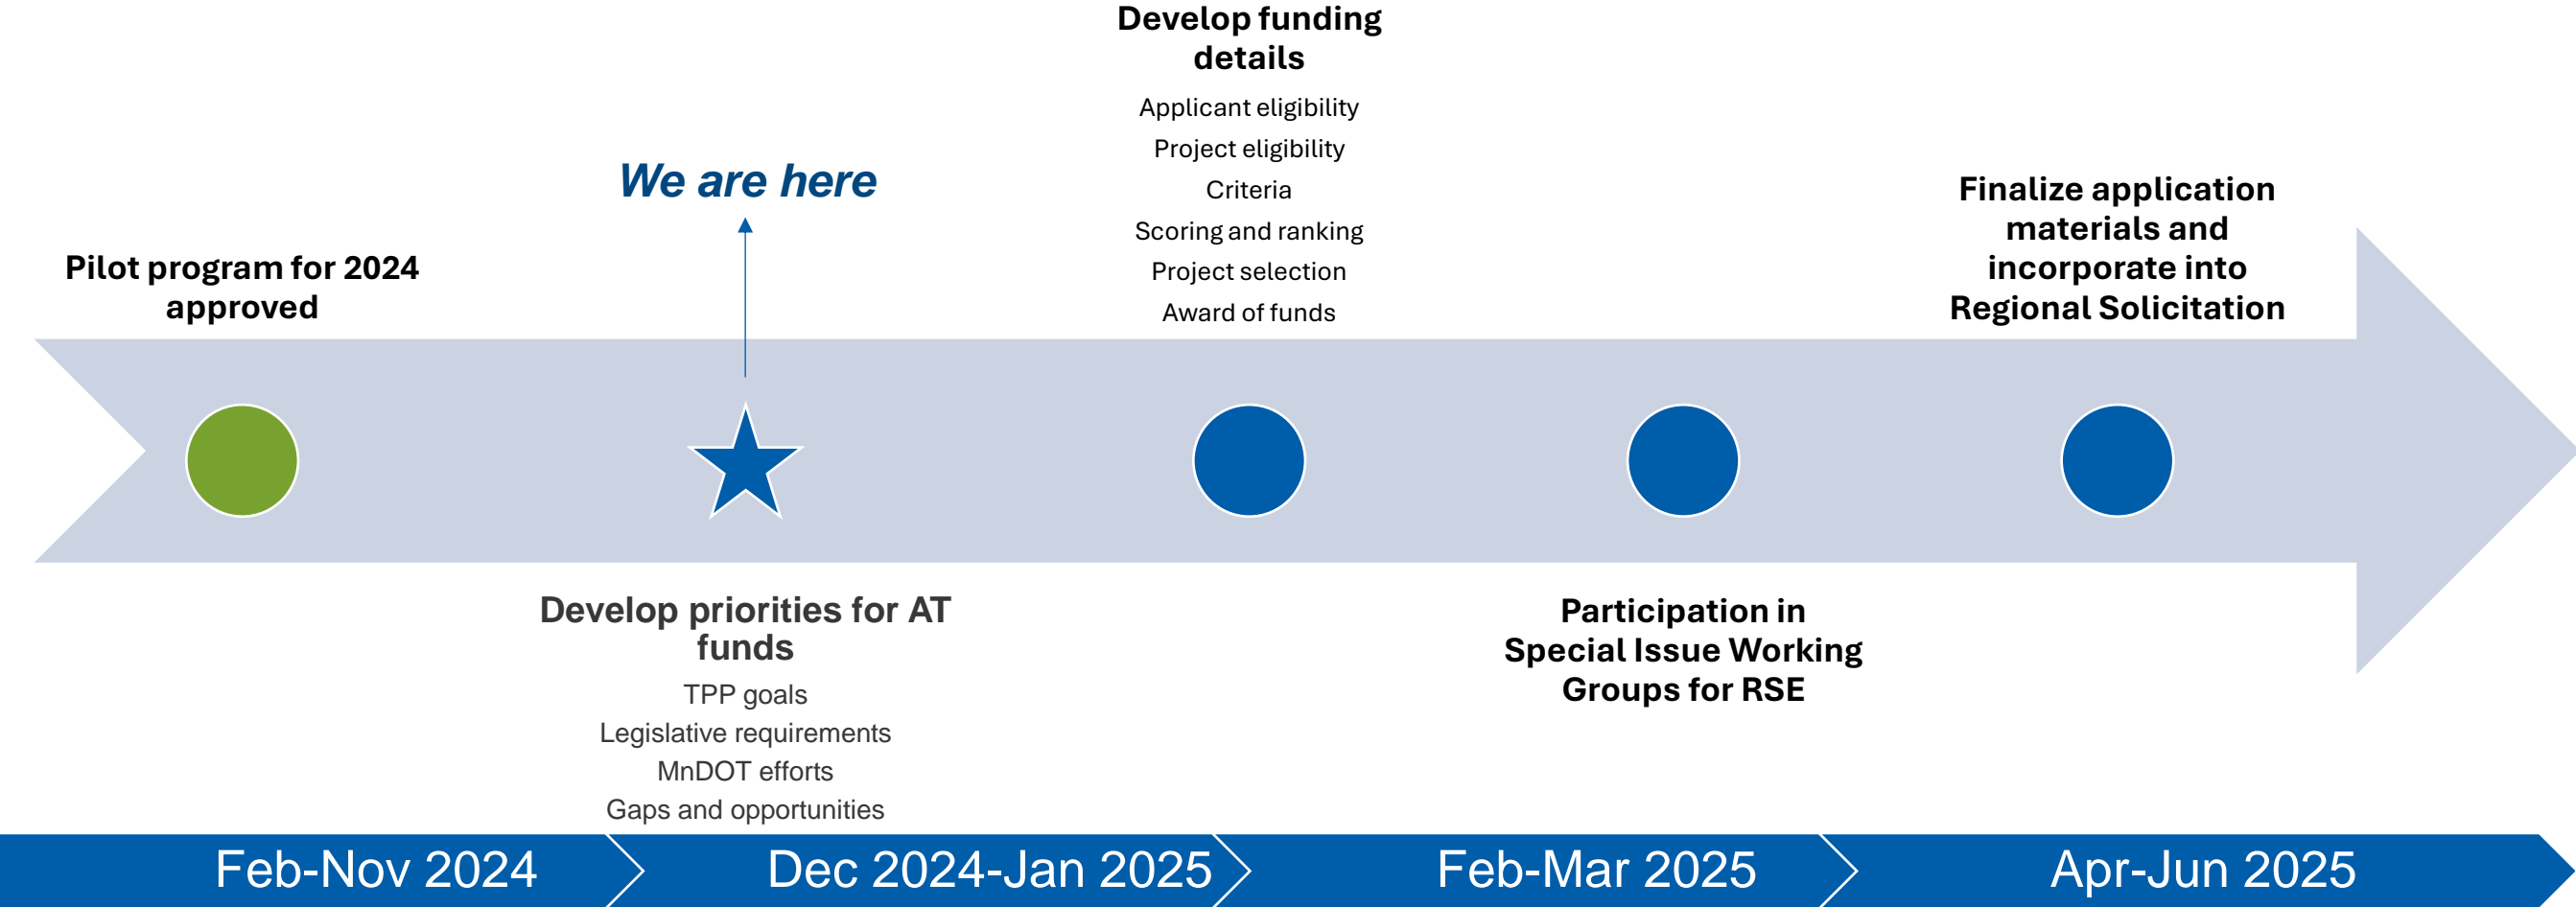 Pilot program for 2024
approved
We are here
Develop priorities for AT
funds
TPP goals
Legislative requirements
MnDOT efforts
Gaps and opportunities
Develop funding
details
Applicant eligibility
Project eligibility
Criteria
Scoring and ranking
Project selection
Award of funds
Participation in
Special Issue Working
Groups for RSE
Finalize application
materials and
incorporate into
Regional Solicitation
Feb-Nov 2024
Dec 2024-Jan 2025
Feb-Mar 2025
Apr-Jun 2025